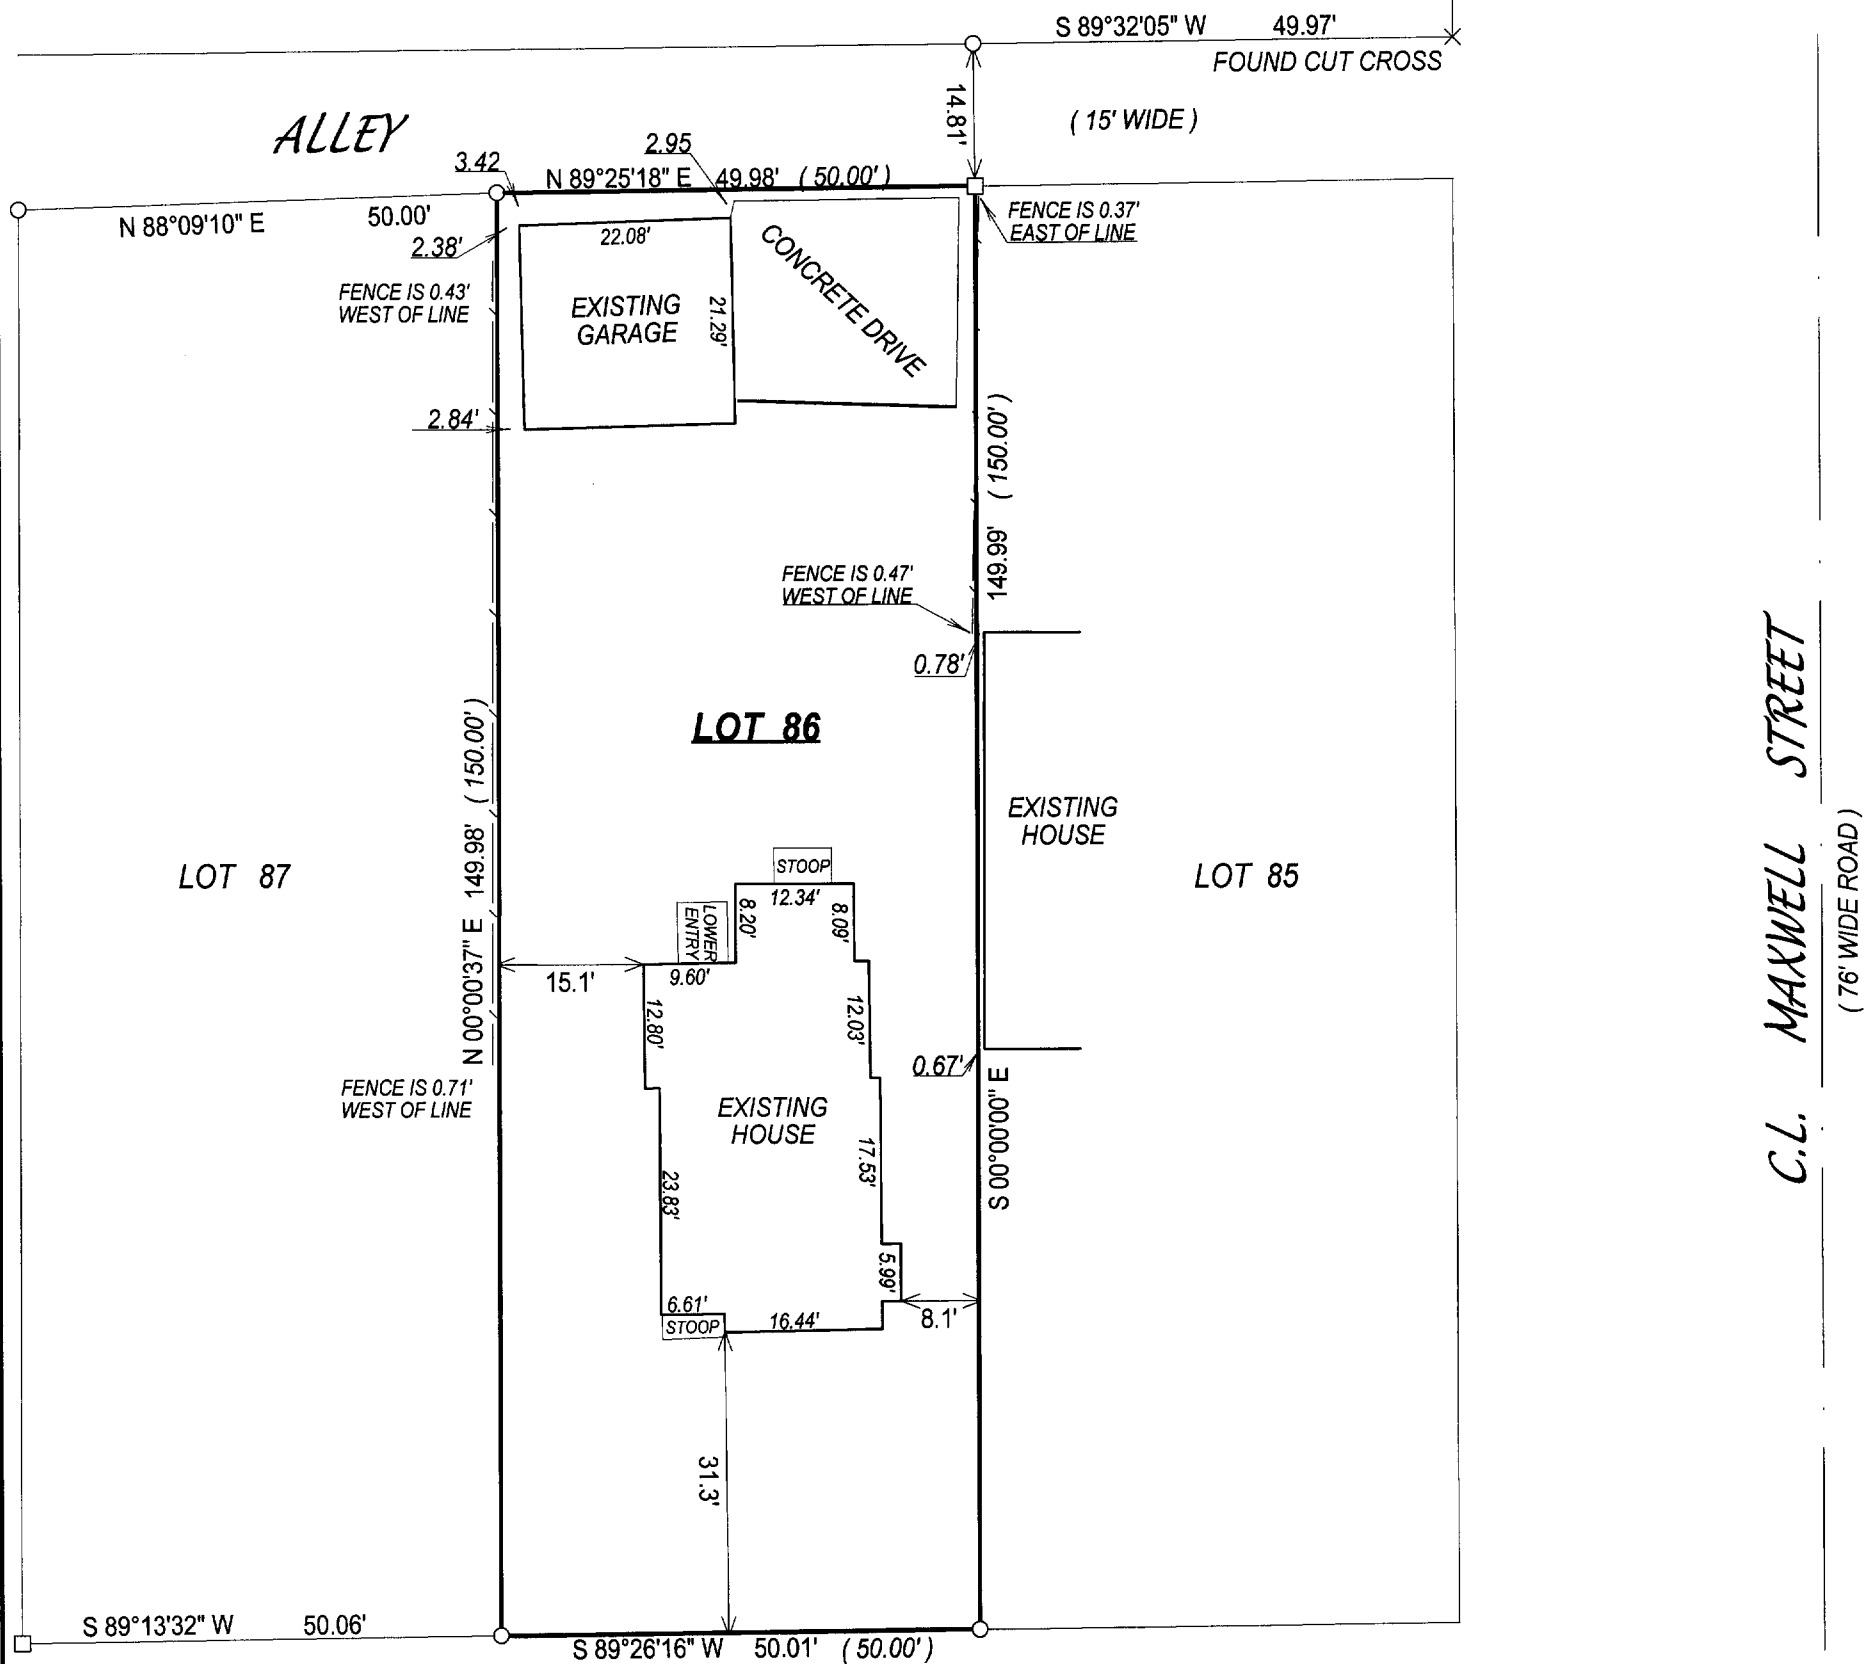 S 89°32'05" W 49.97'
FOUND CUT CROSS
14.81'
( 15' WIDE )
ALLEY
3.42
2.95
N 89°25'18" E 49.98' ( 50.00' )
N 88°09'10" E 50.00'
2.38'
22.08'
FENCE IS 0.37'
EAST OF LINE
CONCRETE DRIVE
FENCE IS 0.43'
WEST OF LINE
EXISTING
GARAGE
21.29'
2.84'
( 150.00' )
149.99'
FENCE IS 0.47'
WEST OF LINE
0.78'
LOT 86
EXISTING
HOUSE
LOT 87
LOT 85
N 00°00'37" E 149.98' ( 150.00' )
STOOP
12.34'
8.20'
8.09'
LOWER
ENTRY
9.60'
15.1'
12.80'
12.03'
0.67'
FENCE IS 0.71'
WEST OF LINE
EXISTING
HOUSE
S 00°00'00" E
17.53'
23.83'
5.99'
6.61'
STOOP
16.44'
8.1'
31.3'
C.L. MAXWELL STREET
( 76' WIDE ROAD )
S 89°13'32" W 50.06'
S 89°26'16" W 50.01' ( 50.00' )